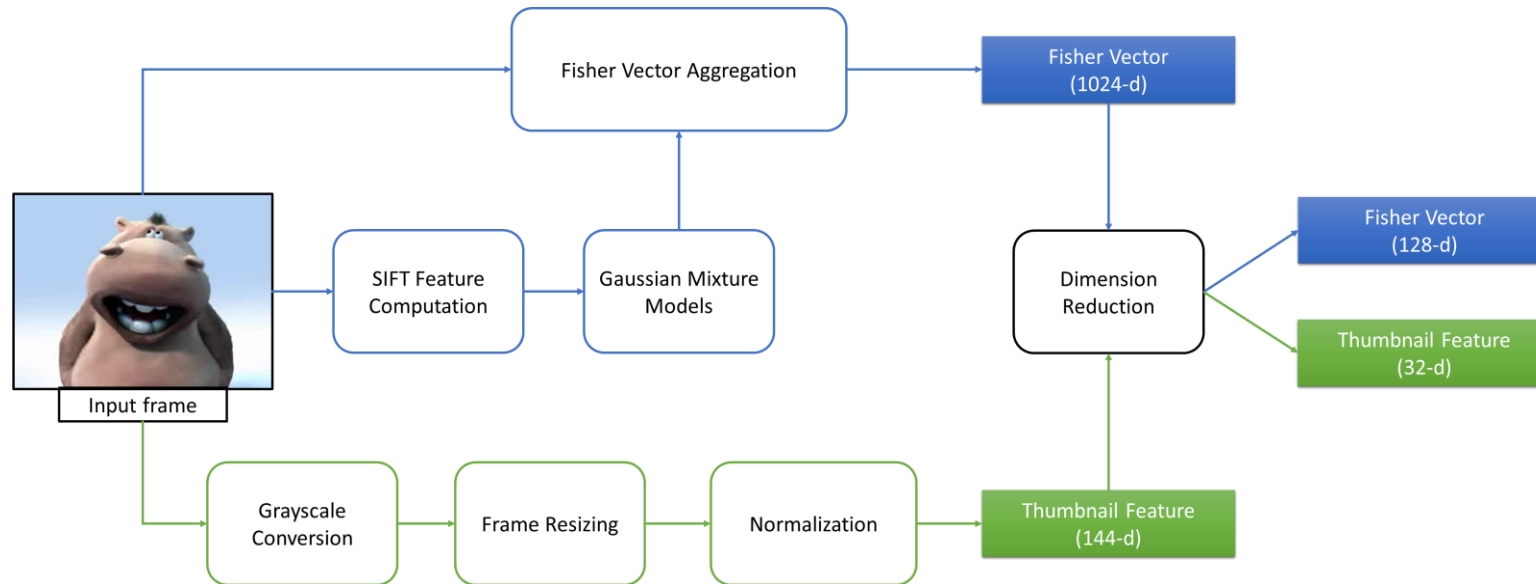 Fisher Vector Aggregation
Fisher Vector
(1024-d)
Fisher Vector
(128-d)
SIFT Feature
Computation
Gaussian Mixture
Models
Dimension
Reduction
Thumbnail Feature
(32-d)
Input frame
Grayscale
Conversion
Frame Resizing
Normalization
Thumbnail Feature
(144-d)